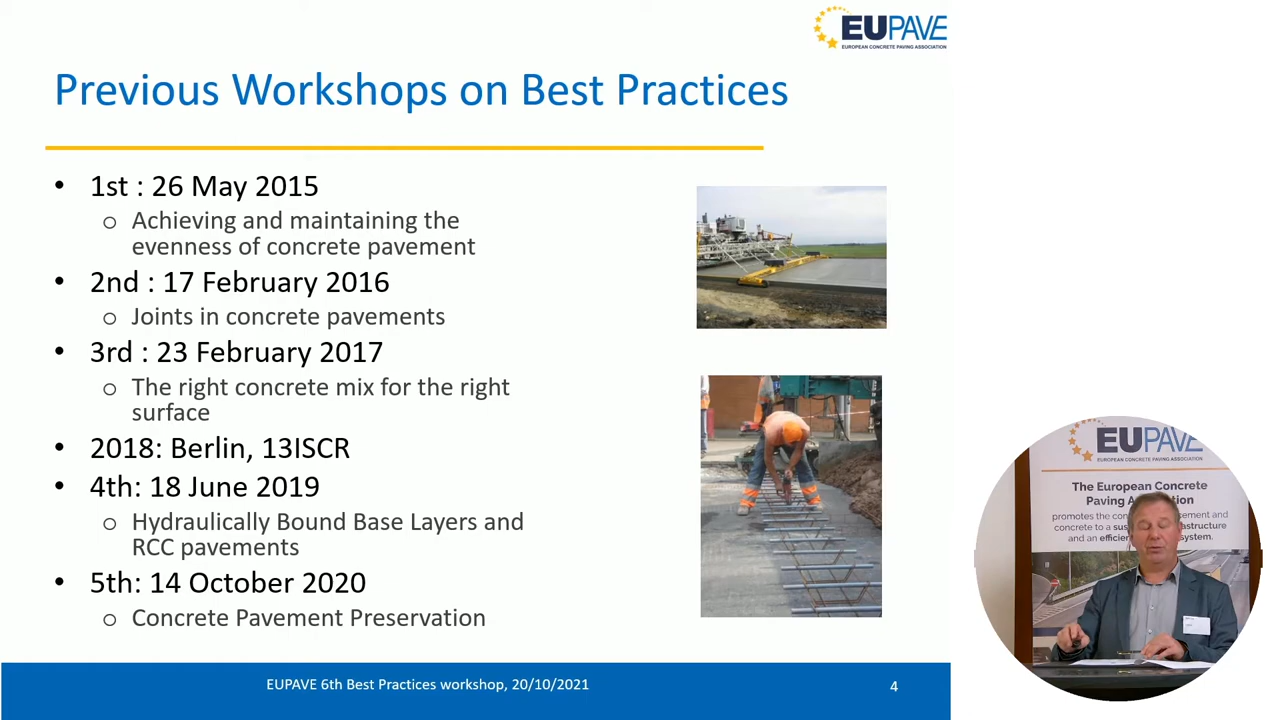 EUPAVE
EUROPEAN CONCRETE PAVING ASSOCIATION
Previous Workshops on Best Practices
• 1st : 26 May 2015
o Achieving and maintaining the
evenness of concrete pavement
• 2nd : 17 February 2016
o Joints in concrete pavements
• 3rd : 23 February 2017
o The right concrete mix for the right
surface
• 2018: Berlin, 13ISCR
• 4th: 18 June 2019
o Hydraulically Bound Base Layers and
RCC pavements
• 5th: 14 October 2020
o Concrete Pavement Preservation
EUPAVE 6th Best Practices workshop, 20/10/2021
4
EUPAVE
EUROPEAN CONCRETE PAVING ASSOCIATION
The European Concrete
Paving
promotes the
concrete to a
and an